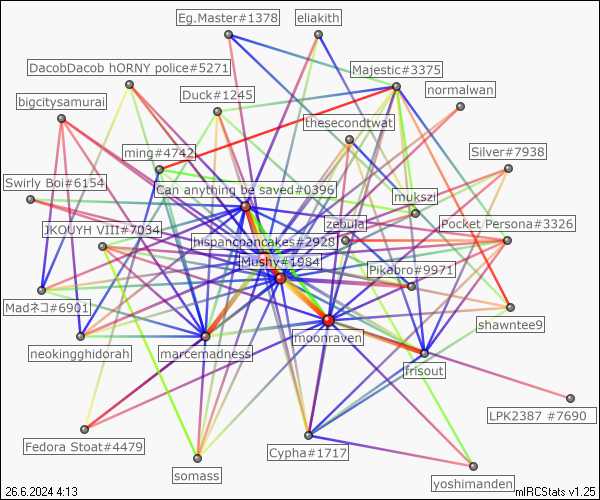 Eg.Master#1378
eliakith
DacobDacob hORNY police#5271
Majestic#3375
bigcitysamurai
Duck#1245
normalwan
thesecondtwat
ming#4742
Silver#7938
Swirly Boi#6154
Can anything be saved#0396
mukszi
JKOUYH VIII#7034
zebula
Pocket Persona#3326
hispancpancakes#2928
Mushy#1984
Pikabro#9971
Madネコ#6901
shawntee9
neokingghidorah
marcemadness
moonraven
frisout
LPK2387 #7690
Fedora Stoat#4479
Cypha#1717
somass
yoshimanden
26.6.2024 4:13
mIRCStats v1.25